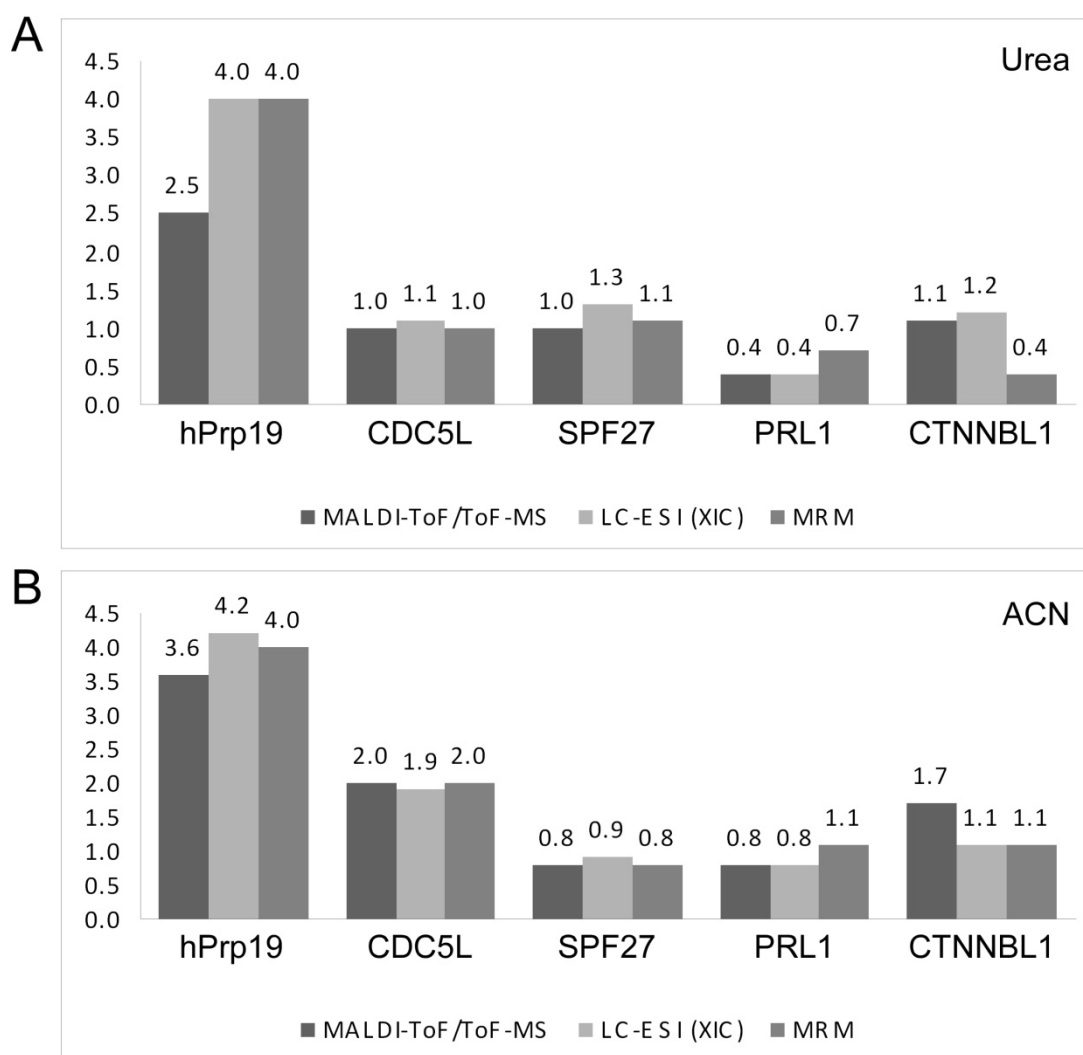 A
Urea
4.5
4.0
3.5
3.0
2.5
2.0
1.5
1.0
0.5
0.0
2.5 4.0 4.0
1.0 1.1 1.0
1.0 1.3 1.1
0.4 0.4 0.7
1.1 1.2 0.4
hPrp19 CDC5L SPF27 PRL1 CTNNBL1
MALDI-ToF/ToF-MS LC-ESI (XIC) MRM
B
ACN
4.5
4.0
3.5
3.0
2.5
2.0
1.5
1.0
0.5
0.0
3.6 4.2 4.0
2.0 1.9 2.0
0.8 0.9 0.8
0.8 0.8 1.1
1.7 1.1 1.1
hPrp19 CDC5L SPF27 PRL1 CTNNBL1
MALDI-ToF/ToF-MS LC-ESI (XIC) MRM